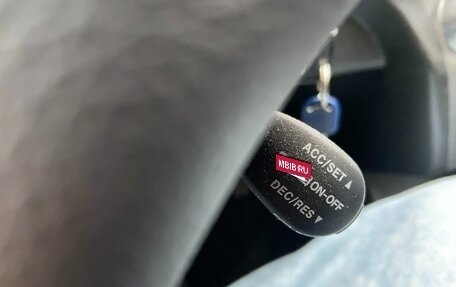 ACC/SET ▲
MBIB.RU
/ON-OFF
DEC/RES ▼